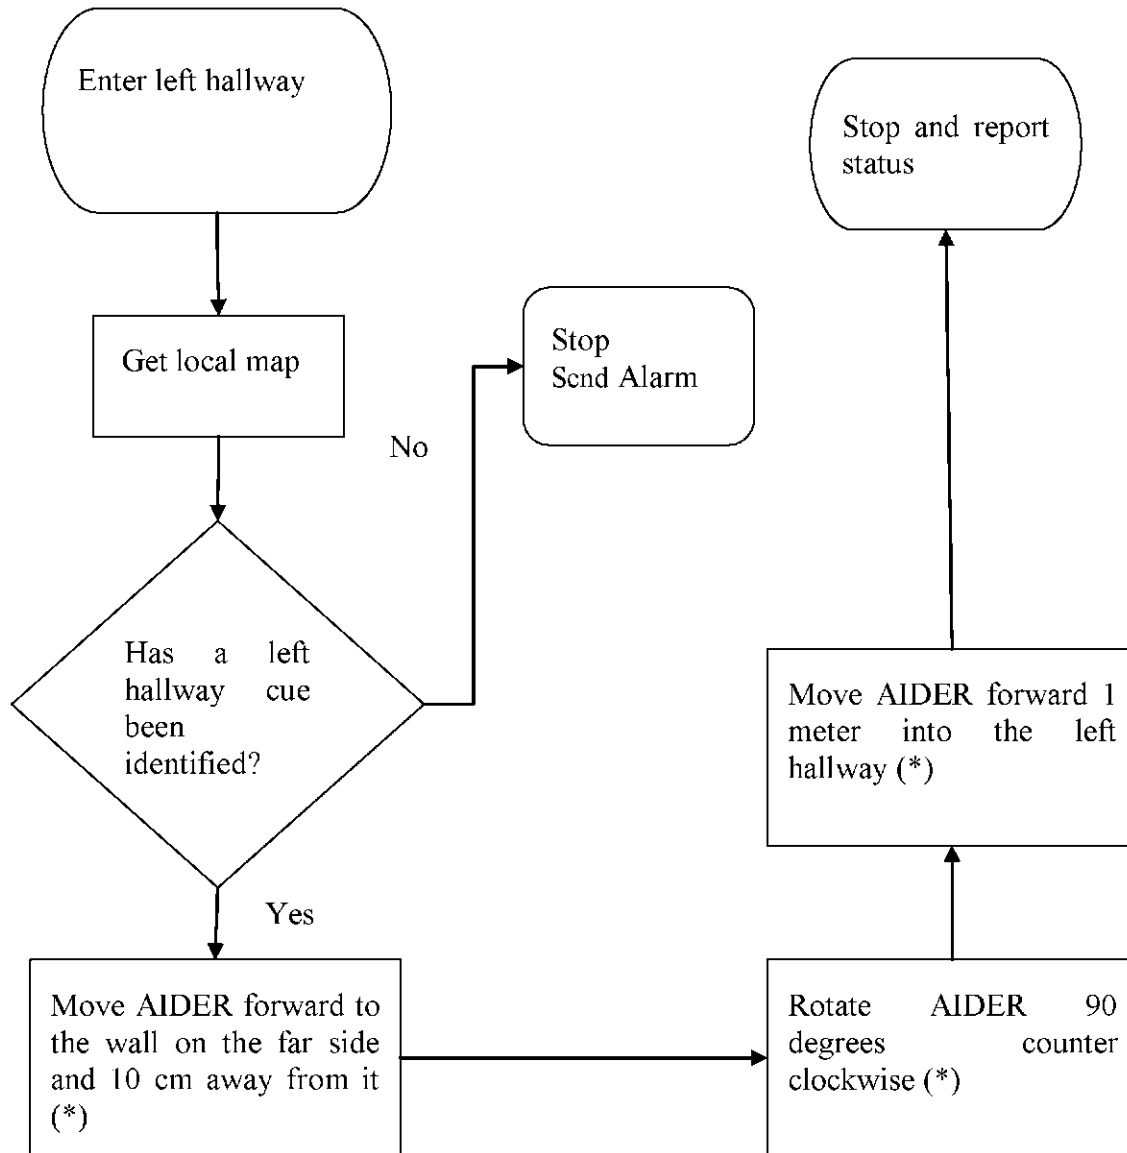 Enter left hallway
Get local map
Has a left
hallway cue
been
identified?
No
Stop
Send Alarm
Yes
Move AIDER forward to
the wall on the far side
and 10 cm away from it
(*)
Rotate AIDER 90
degrees counter
clockwise (*)
Move AIDER forward 1
meter into the left
hallway (*)
Stop and report
status